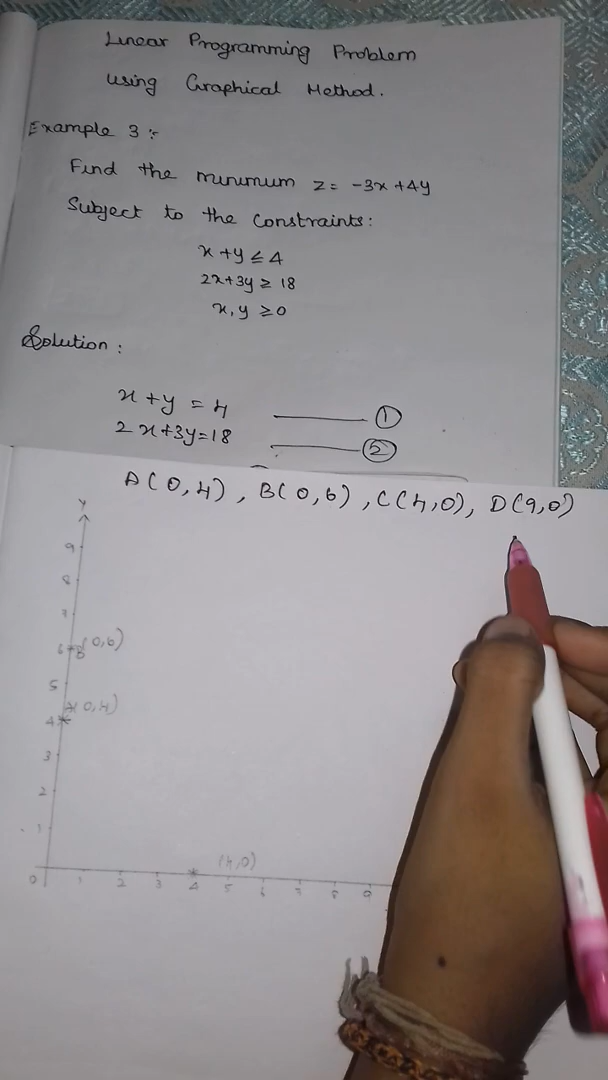 Linear Programming Problem
using Graphical Method.
Example 3 :-
Find the minimum z = -3x +4y
Subject to the constraints:
x +y ≤ 4
2x+3y ≥ 18
x, y ≥ 0
Solution :
x + y = 4 ①
2x+3y=18 ②
A(0,4), B(0,6), C(4,0), D(9,0)
Y
9
8
7
6 B(0,6)
5
4 A(0,4)
3
2
1
(4,0)
0 1 2 3 4 5 6 7 8 9